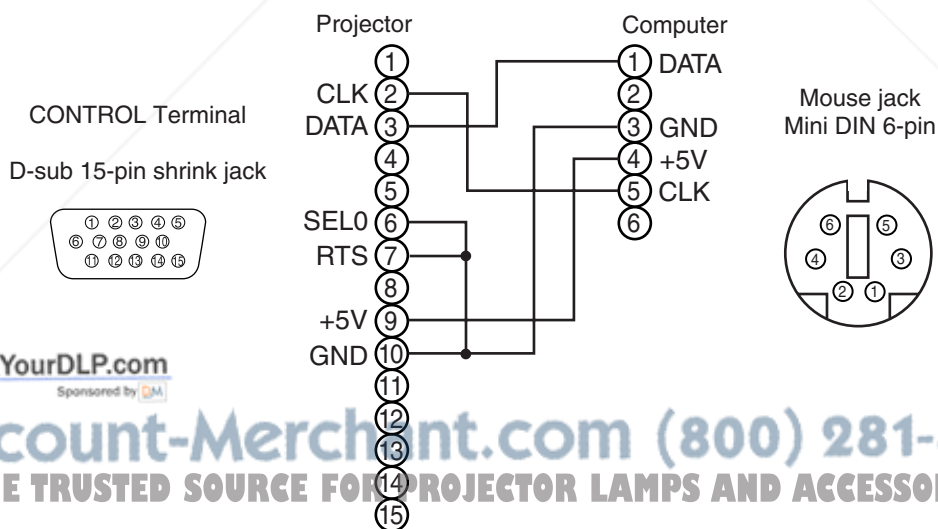 Projector
Computer
CONTROL Terminal
D-sub 15-pin shrink jack
① ② ③ ④ ⑤
⑥ ⑦ ⑧ ⑨ ⑩
⑪ ⑫ ⑬ ⑭ ⑮
①
CLK ②
DATA ③
④
⑤
SEL0 ⑥
RTS ⑦
⑧
+5V ⑨
GND ⑩
⑪
⑫
⑬
⑭
⑮
① DATA
②
③ GND
④ +5V
⑤ CLK
⑥
Mouse jack
Mini DIN 6-pin
⑥ ⑤
④ ③
② ①
YourDLP.com
Sponsored by DM
count-Merchant.com (800) 281-
E TRUSTED SOURCE FOR PROJECTOR LAMPS AND ACCESSO